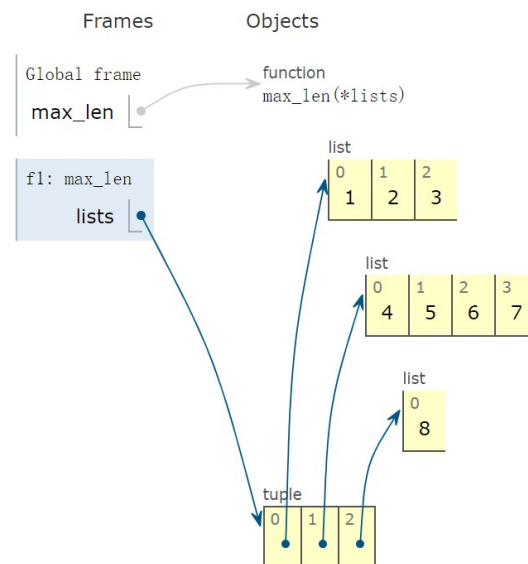 Frames Objects
Global frame
max_len
function
max_len(*lists)
f1: max_len
lists
list
0 1 2
1 2 3
list
0 1 2 3
4 5 6 7
list
0
8
tuple
0 1 2